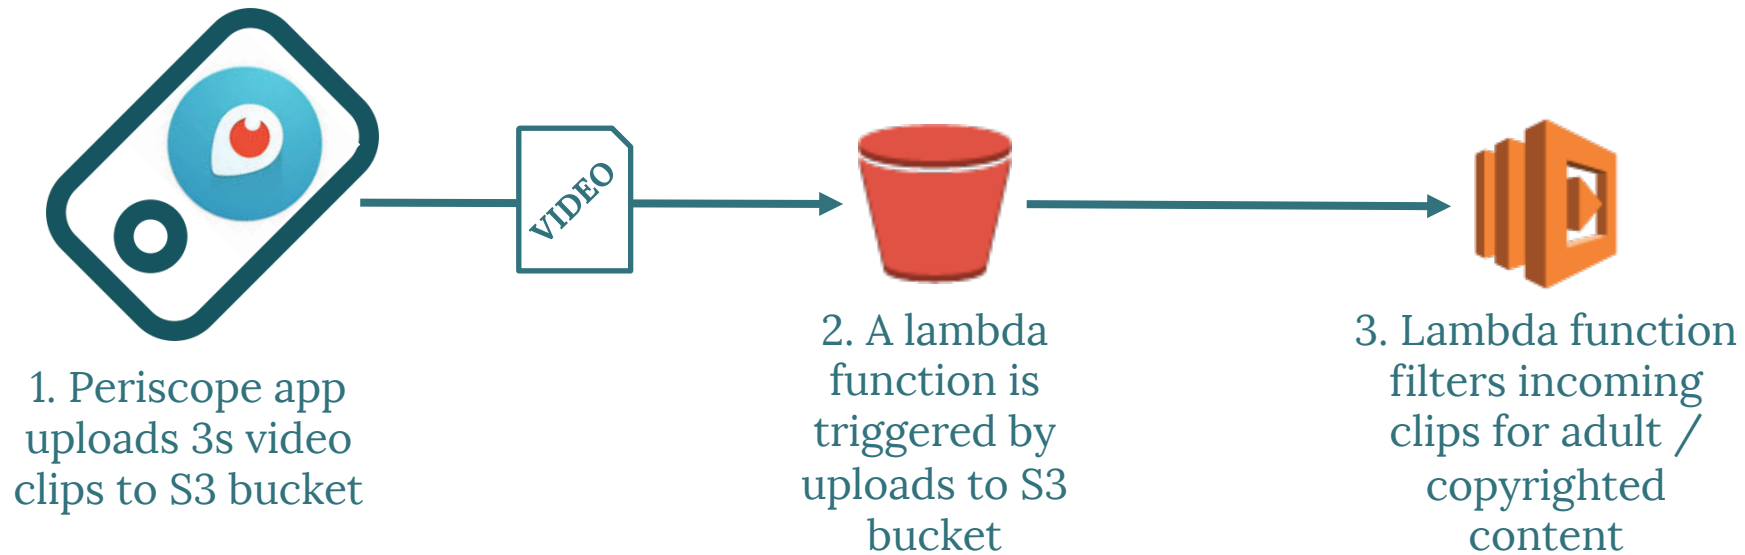 VIDEO
1. Periscope app
uploads 3s video
clips to S3 bucket
2. A lambda
function is
triggered by
uploads to S3
bucket
3. Lambda function
filters incoming
clips for adult /
copyrighted
content